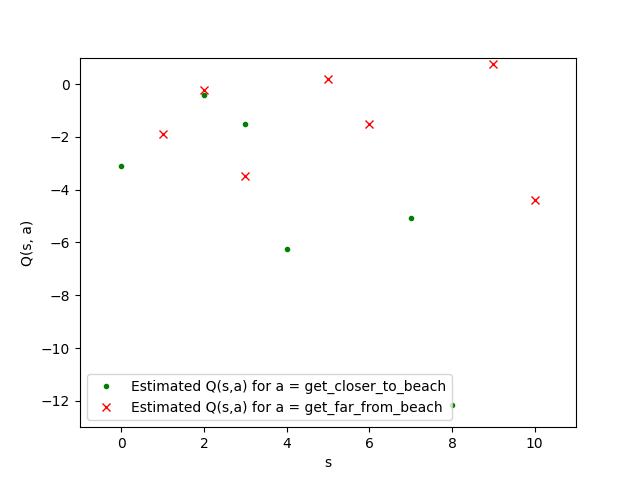 0
−2
−4
−6
−8
−10
−12
Q(s, a)
Estimated Q(s,a) for a = get_closer_to_beach
Estimated Q(s,a) for a = get_far_from_beach
0 2 4 6 8 10
s